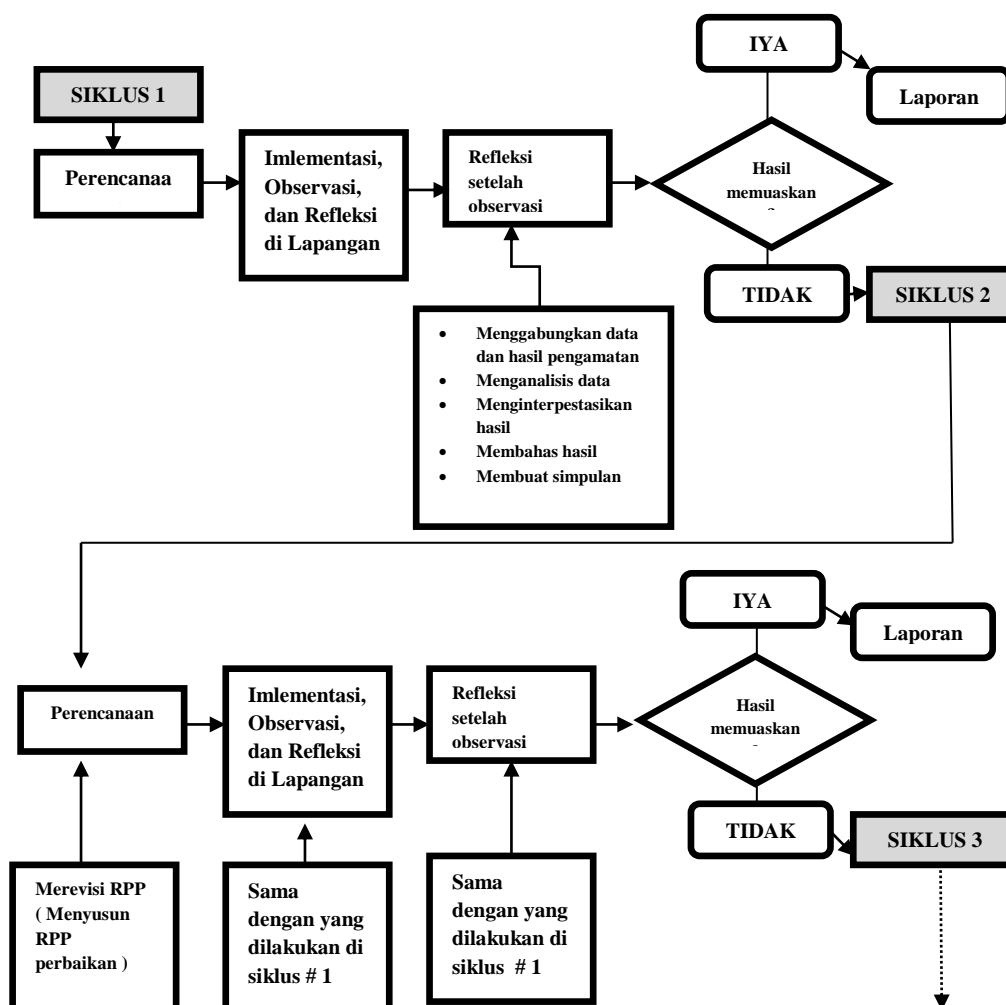 SIKLUS 1
Perencanaa
Imlementasi,
Observasi,
dan Refleksi
di Lapangan
Refleksi
setelah
observasi
Hasil
memuaskan
IYA
Laporan
TIDAK
SIKLUS 2
• Menggabungkan data
dan hasil pengamatan
• Menganalisis data
• Menginterpestasikan
hasil
• Membahas hasil
• Membuat simpulan
Perencanaan
Imlementasi,
Observasi,
dan Refleksi
di Lapangan
Refleksi
setelah
observasi
Hasil
memuaskan
IYA
Laporan
TIDAK
SIKLUS 3
Merevisi RPP
( Menyusun
RPP
perbaikan )
Sama
dengan yang
dilakukan di
siklus # 1
Sama
dengan yang
dilakukan di
siklus # 1